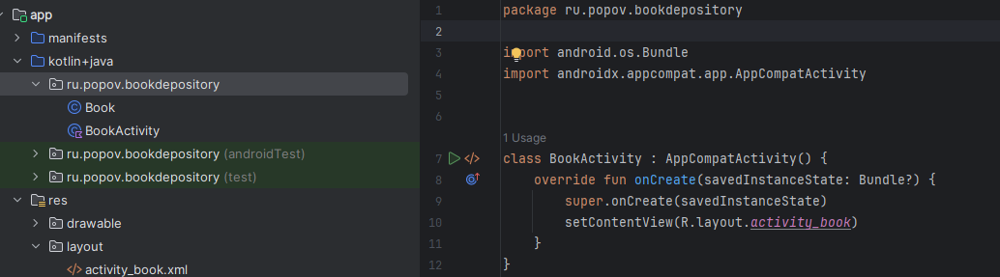 app
manifests
kotlin+java
ru.popov.bookdepository
Book
BookActivity
ru.popov.bookdepository (androidTest)
ru.popov.bookdepository (test)
res
drawable
layout
activity_book.xml
1 package ru.popov.bookdepository
2
3 import android.os.Bundle
4 import androidx.appcompat.app.AppCompatActivity
5
6
1 Usage
7 class BookActivity : AppCompatActivity() {
8 override fun onCreate(savedInstanceState: Bundle?) {
9 super.onCreate(savedInstanceState)
10 setContentView(R.layout.activity_book)
11 }
12 }